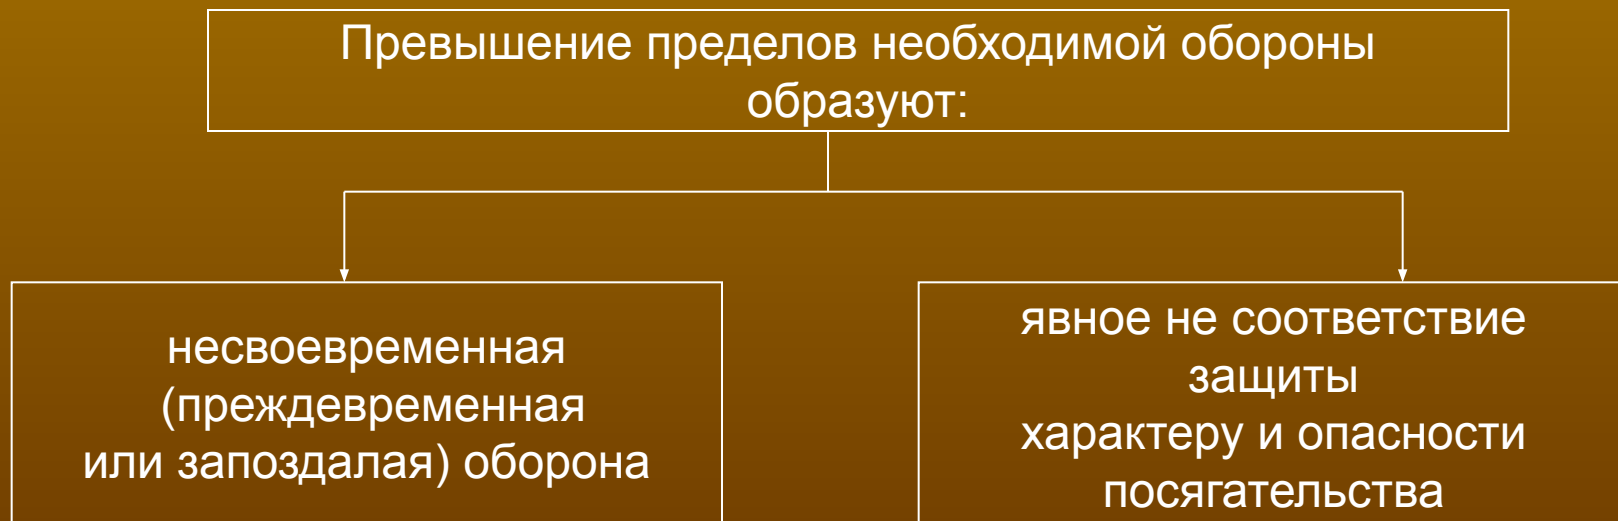 Превышение пределов необходимой обороны
образуют:
несвоевременная
(преждевременная
или запоздалая) оборона
явное не соответствие
защиты
характеру и опасности
посягательства